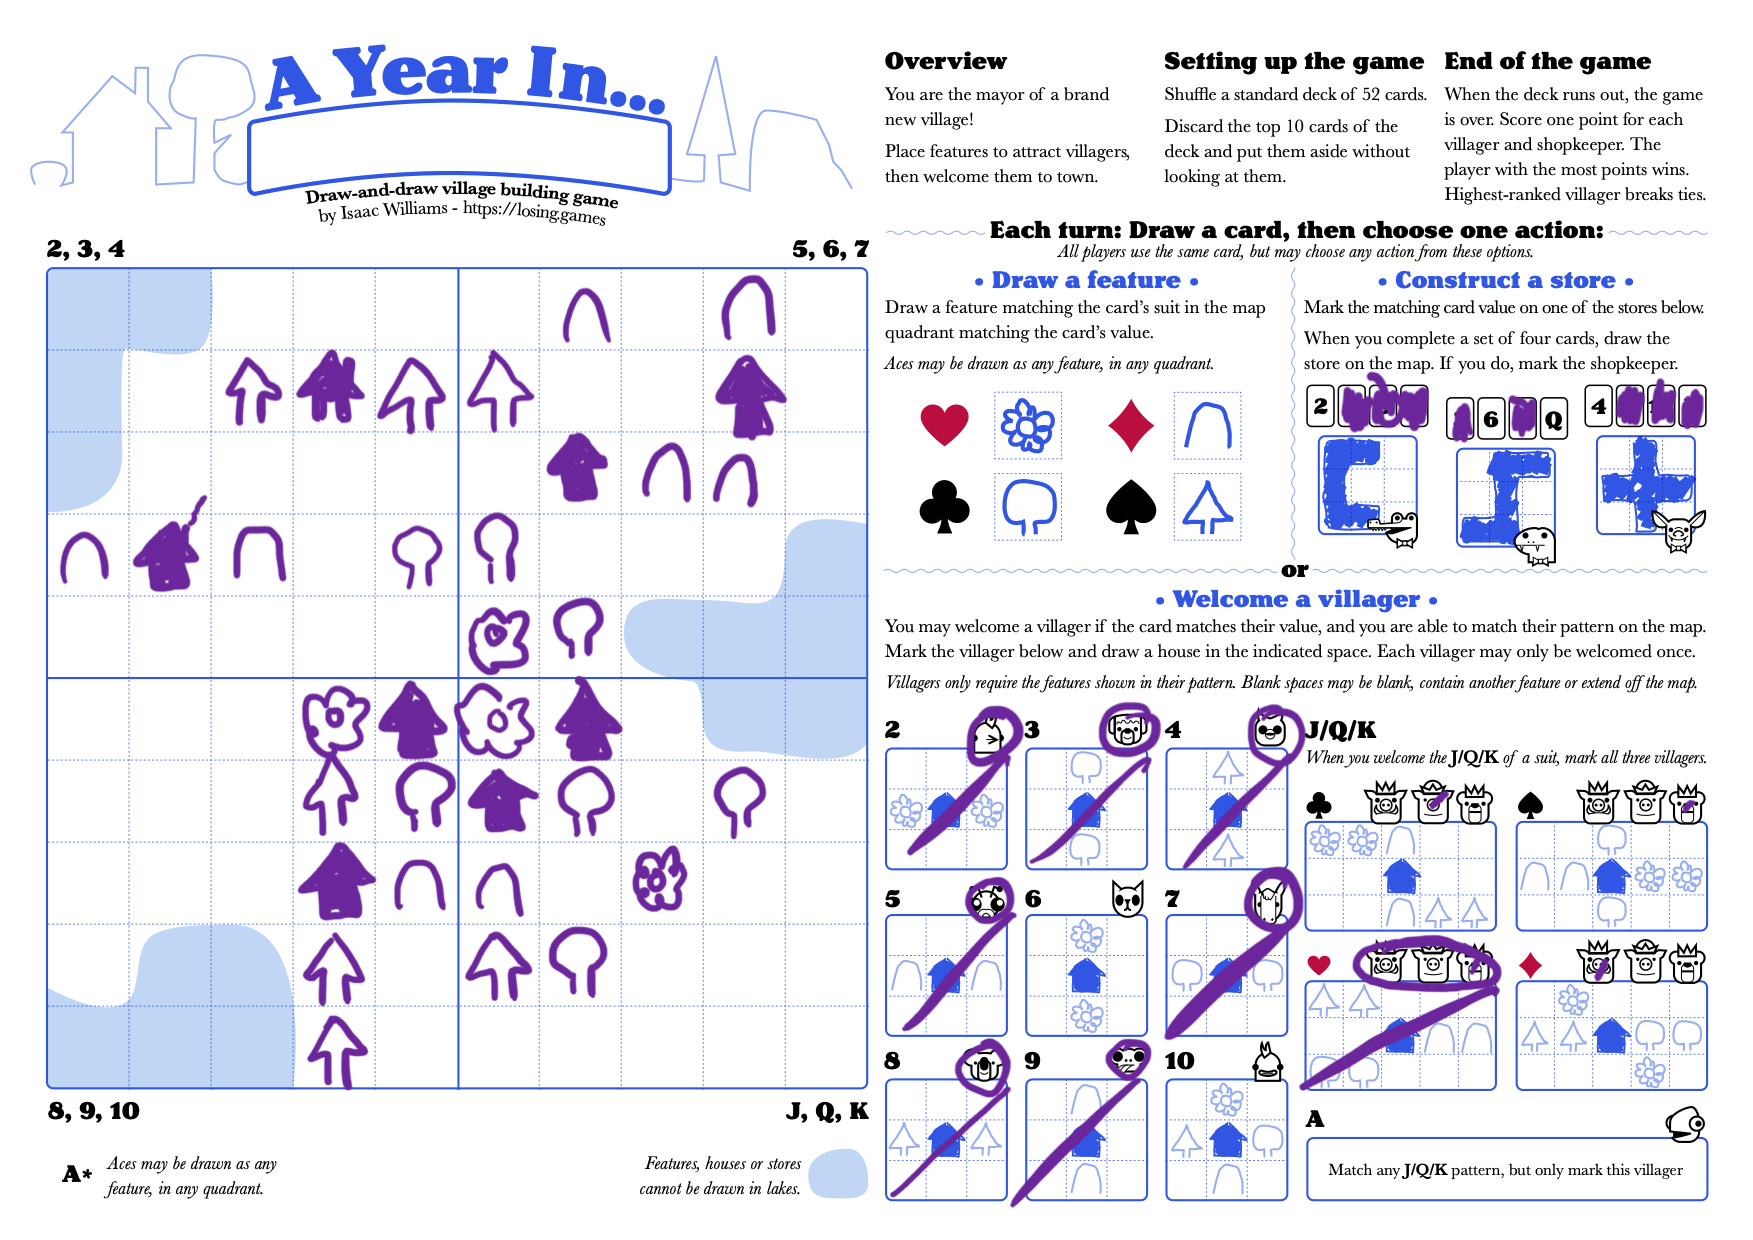 A Year In...
Draw-and-draw village building game
by Isaac Williams - https://losing.games
2, 3, 4
5, 6, 7
8, 9, 10
J, Q, K
A*
Aces may be drawn as any
feature, in any quadrant.
Features, houses or stores
cannot be drawn in lakes.
Overview
You are the mayor of a brand
new village!
Place features to attract villagers,
then welcome them to town.
Setting up the game
Shuffle a standard deck of 52 cards.
Discard the top 10 cards of the
deck and put them aside without
looking at them.
End of the game
When the deck runs out, the game
is over. Score one point for each
villager and shopkeeper. The
player with the most points wins.
Highest-ranked villager breaks ties.
Each turn: Draw a card, then choose one action:
All players use the same card, but may choose any action from these options.
• Draw a feature •
Draw a feature matching the card's suit in the map
quadrant matching the card's value.
Aces may be drawn as any feature, in any quadrant.
• Construct a store •
Mark the matching card value on one of the stores below.
When you complete a set of four cards, draw the
store on the map. If you do, mark the shopkeeper.
2
6 Q
4
or
• Welcome a villager •
You may welcome a villager if the card matches their value, and you are able to match their pattern on the map.
Mark the villager below and draw a house in the indicated space. Each villager may only be welcomed once.
Villagers only require the features shown in their pattern. Blank spaces may be blank, contain another feature or extend off the map.
2
3
4
5
6
7
8
9
10
J/Q/K
When you welcome the J/Q/K of a suit, mark all three villagers.
A
Match any J/Q/K pattern, but only mark this villager